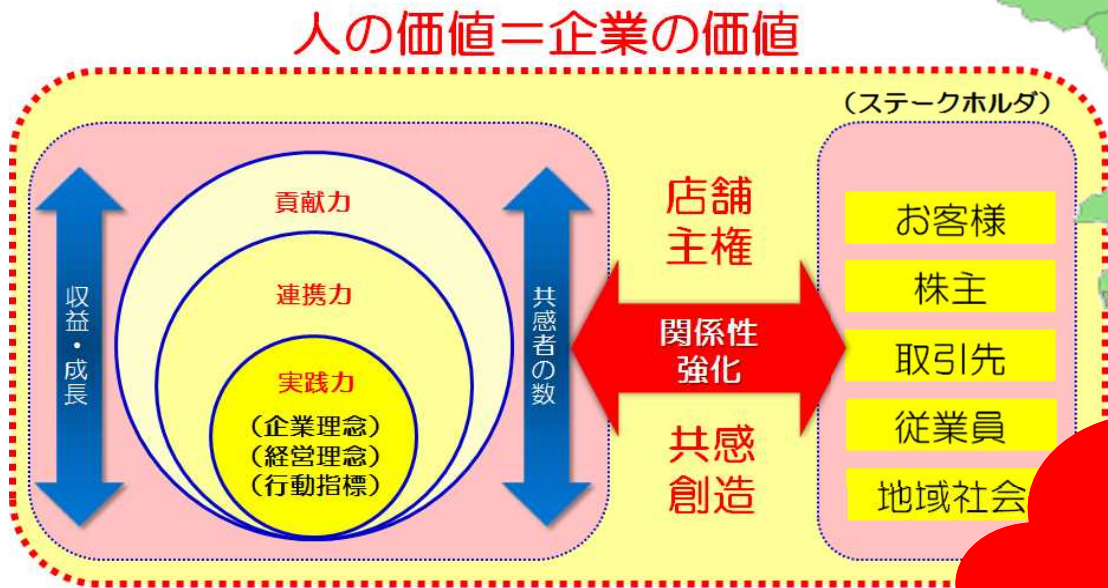 人の価値＝企業の価値
（ステークホルダ）
収益・成長
貢献力
連携力
実践力
（企業理念）
（経営理念）
（行動指標）
共感者の数
店舗
主権
関係性
強化
共感
創造
お客様
株主
取引先
従業員
地域社会